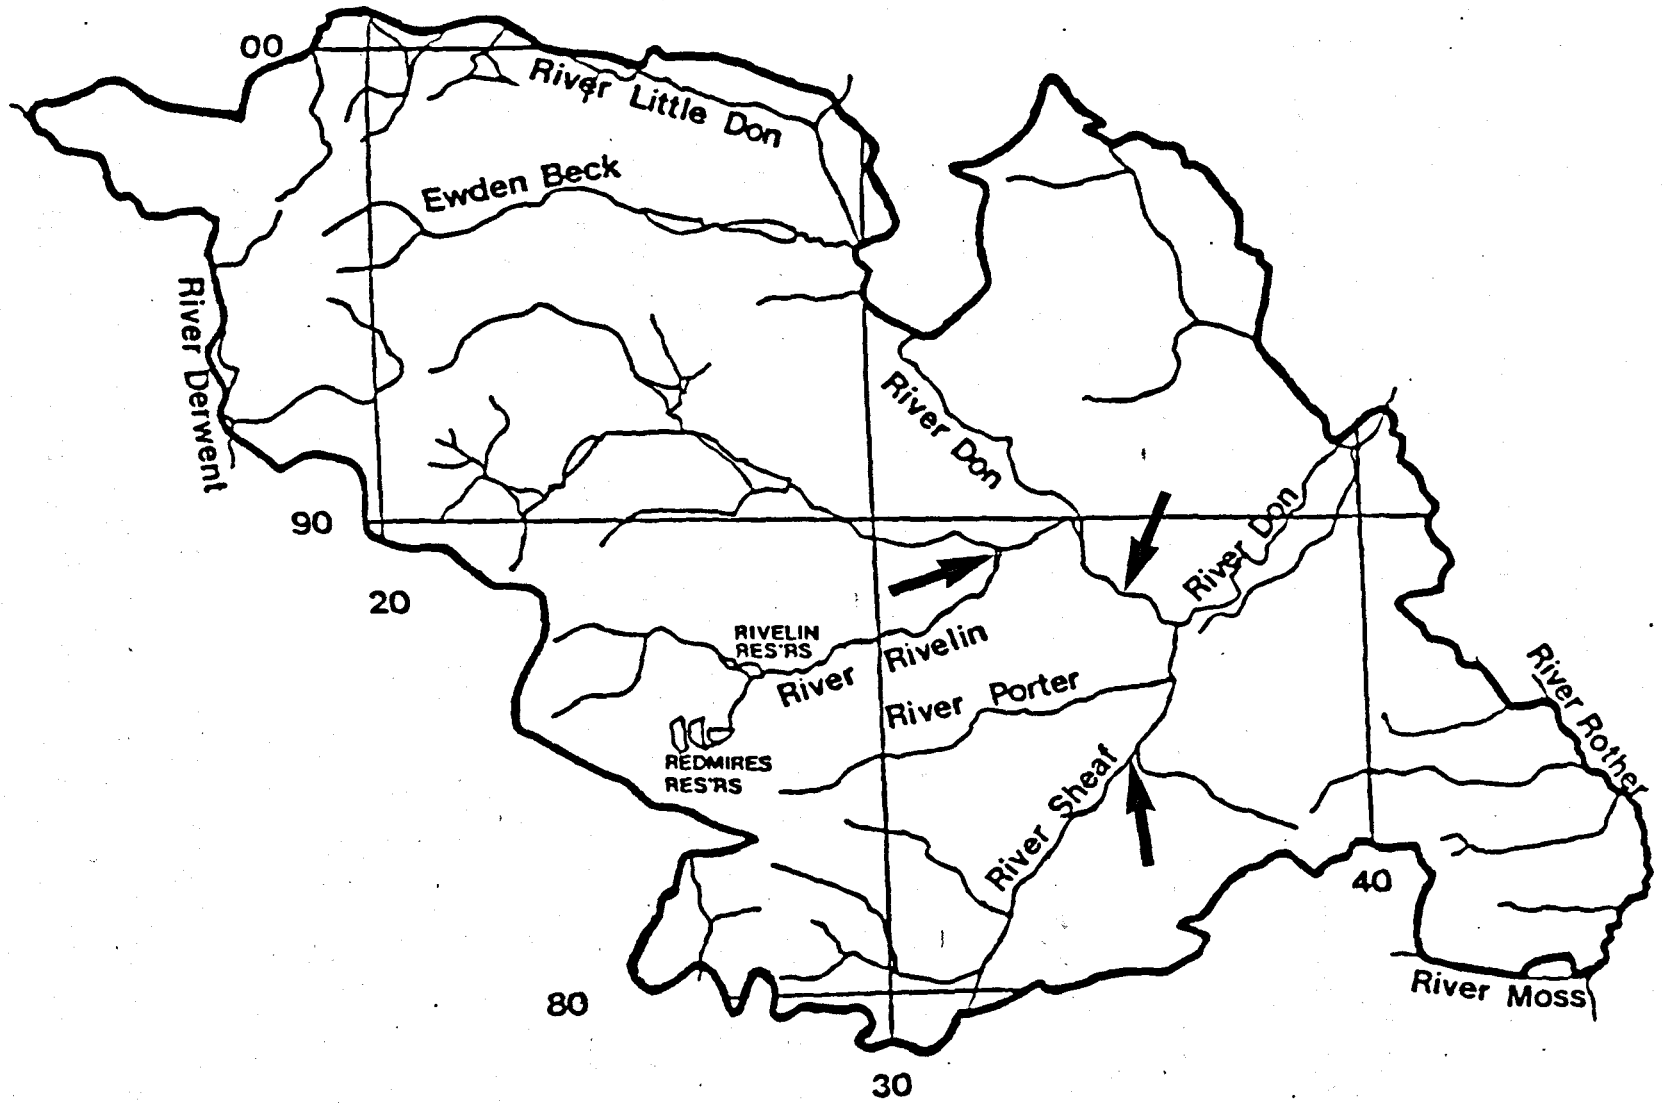 00
River Little Don
Ewden Beck
River Derwent
River Don
90
River Don
20
RIVELIN
RES'RS
River Rivelin
River Porter
REDMIRES
RES'RS
River Sheaf
River Rother
40
River Moss
80
30